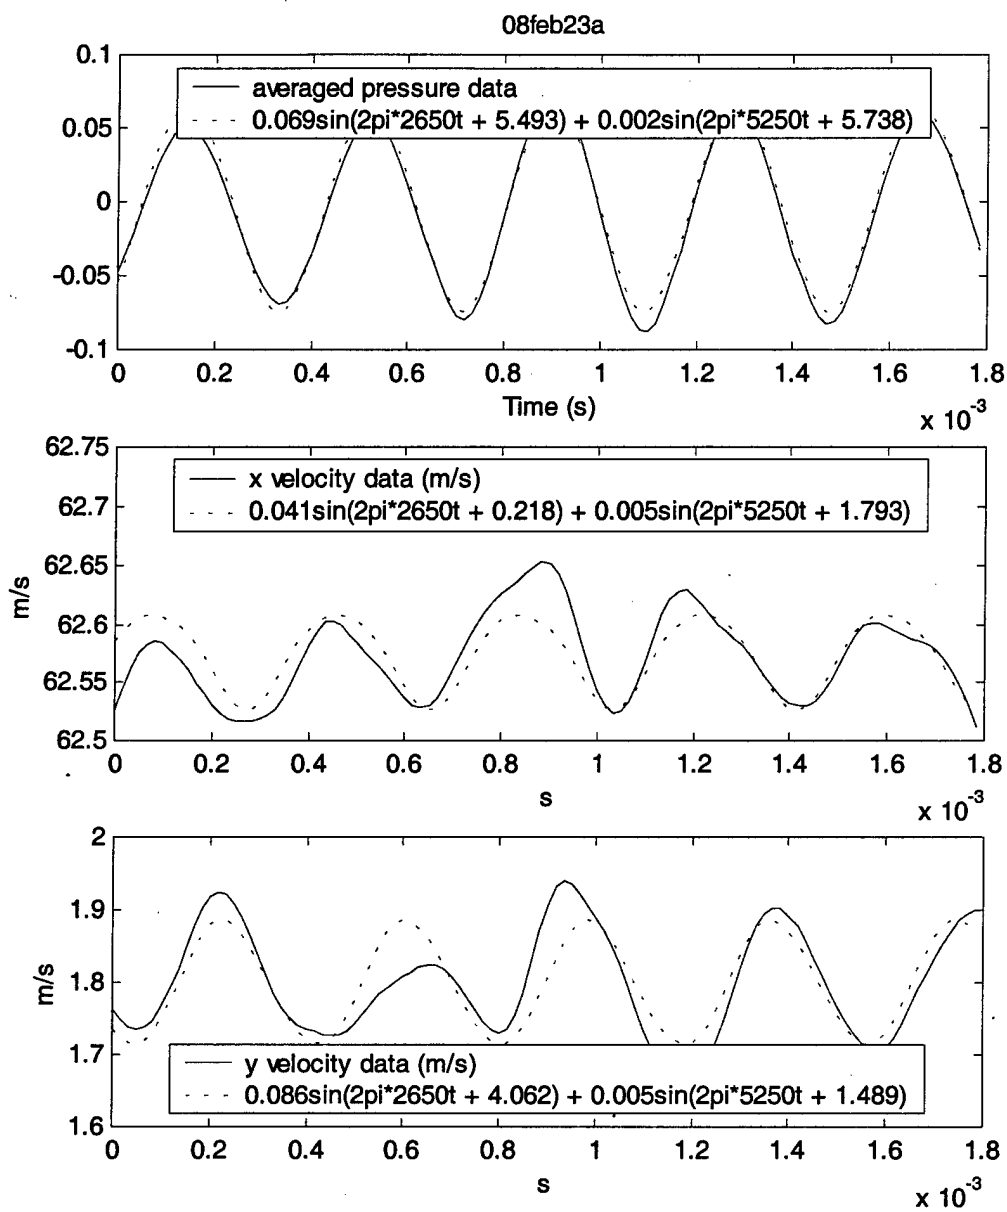 08feb23a
0.1
0.05
0
-0.05
-0.1
averaged pressure data
0.069sin(2pi*2650t + 5.493) + 0.002sin(2pi*5250t + 5.738)
0 0.2 0.4 0.6 0.8 1 1.2 1.4 1.6 1.8
Time (s)
x 10-3
62.75
62.7
62.65
62.6
62.55
62.5
m/s
x velocity data (m/s)
0.041sin(2pi*2650t + 0.218) + 0.005sin(2pi*5250t + 1.793)
0 0.2 0.4 0.6 0.8 1 1.2 1.4 1.6 1.8
s
x 10-3
2
1.9
1.8
1.7
1.6
m/s
y velocity data (m/s)
0.086sin(2pi*2650t + 4.062) + 0.005sin(2pi*5250t + 1.489)
0 0.2 0.4 0.6 0.8 1 1.2 1.4 1.6 1.8
s
x 10-3